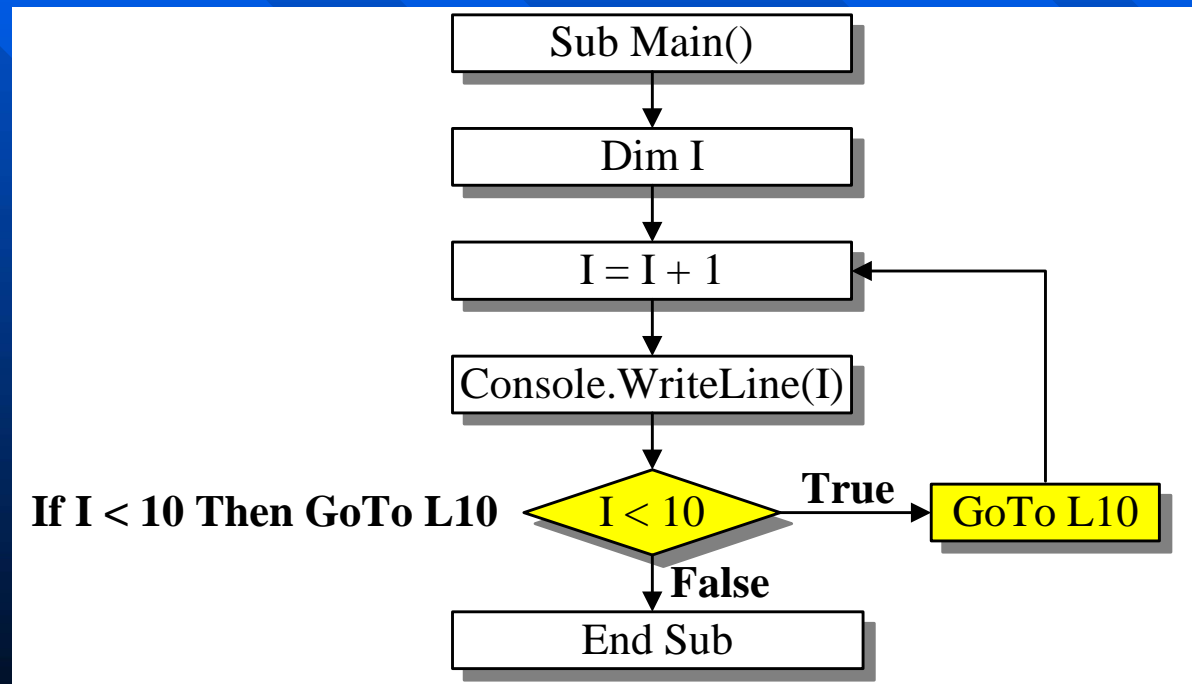 Sub Main()
Dim I
I = I + 1
Console.WriteLine(I)
If I < 10 Then GoTo L10
I < 10
True
GoTo L10
False
End Sub